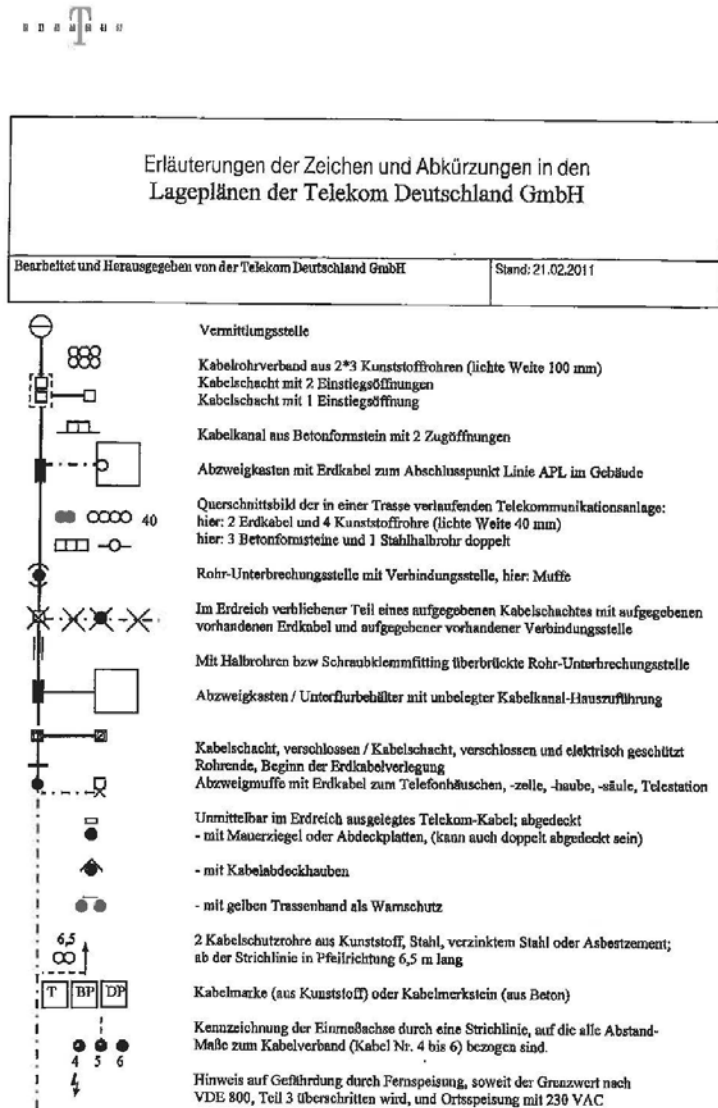 T
Erläuterungen der Zeichen und Abkürzungen in den
Lageplänen der Telekom Deutschland GmbH
Bearbeitet und Herausgegeben von der Telekom Deutschland GmbH
Stand: 21.02.2011
Vermittlungsstelle
Kabelrohrverband aus 2*3 Kunststoffrohren (lichte Weite 100 mm)
Kabelschacht mit 2 Einstiegsöffnungen
Kabelschacht mit 1 Einstiegsöffnung
Kabelkanal aus Betonformstein mit 2 Zugöffnungen
Abzweigkasten mit Erdkabel zum Abschlusspunkt Linie APL im Gebäude
Querschnittsbild der in einer Trasse verlaufenden Telekommunikationsanlage:
40 hier: 2 Erdkabel und 4 Kunststoffrohre (lichte Weite 40 mm)
hier: 3 Betonformsteine und 1 Stahlhalbrohr doppelt
Rohr-Unterbrechungsstelle mit Verbindungsstelle, hier: Muffe
Im Erdreich verbliebener Teil eines aufgegebenen Kabelschachtes mit aufgegebenen
vorhandenen Erdkabel und aufgegebener vorhandener Verbindungsstelle
Mit Halbrohren bzw Schraubklemmfitting überbrückte Rohr-Unterbrechungsstelle
Abzweigkasten / Unterflurbehälter mit unbelegter Kabelkanal-Hauszuführung
Kabelschacht, verschlossen / Kabelschacht, verschlossen und elektrisch geschützt
Rohrende, Beginn der Erdkabelverlegung
Abzweigmuffe mit Erdkabel zum Telefonhäuschen, -zelle, -haube, -säule, Telestation
Unmittelbar im Erdreich ausgelegtes Telekom-Kabel; abgedeckt
- mit Mauerziegel oder Abdeckplatten, (kann auch doppelt abgedeckt sein)
- mit Kabelabdeckhauben
- mit gelben Trassenband als Warnschutz
6,5 2 Kabelschutzrohre aus Kunststoff, Stahl, verzinktem Stahl oder Asbestzement;
ab der Strichlinie in Pfeilrichtung 6,5 m lang
T BP DP Kabelmarke (aus Kunststoff) oder Kabelmerkstein (aus Beton)
Kennzeichnung der Einmeßachse durch eine Strichlinie, auf die alle Abstand-
4 5 6 Maße zum Kabelverband (Kabel Nr. 4 bis 6) bezogen sind.
Hinweis auf Gefährdung durch Fernspeisung, soweit der Grenzwert nach
VDE 800, Teil 3 überschritten wird, und Ortsspeisung mit 230 VAC